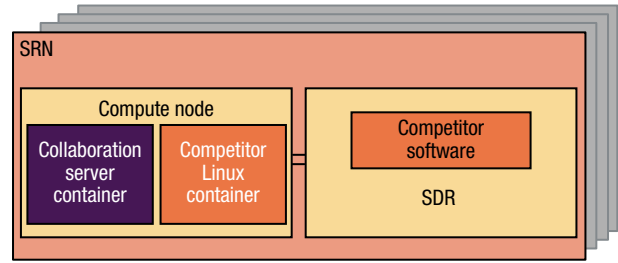 SRN
Compute node
Collaboration
server
container
Competitor
Linux
container
Competitor
software
SDR